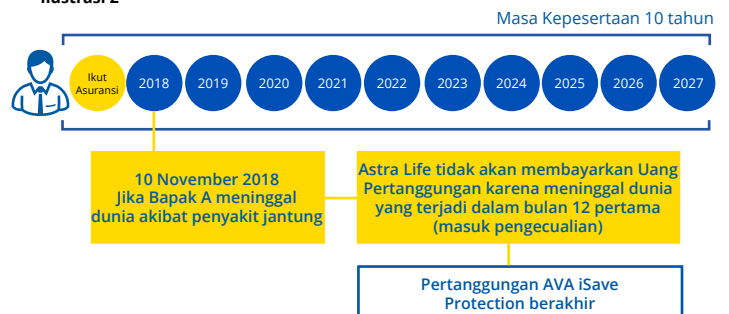 Ilustrasi 2
Masa Kepesertaan 10 tahun
Ikut
Asuransi
2018
2019
2020
2021
2022
2023
2024
2025
2026
2027
10 November 2018
Jika Bapak A meninggal
dunia akibat penyakit jantung
Astra Life tidak akan membayarkan Uang
Pertanggungan karena meninggal dunia
yang terjadi dalam bulan 12 pertama
(masuk pengecualian)
Pertanggungan AVA iSave
Protection berakhir